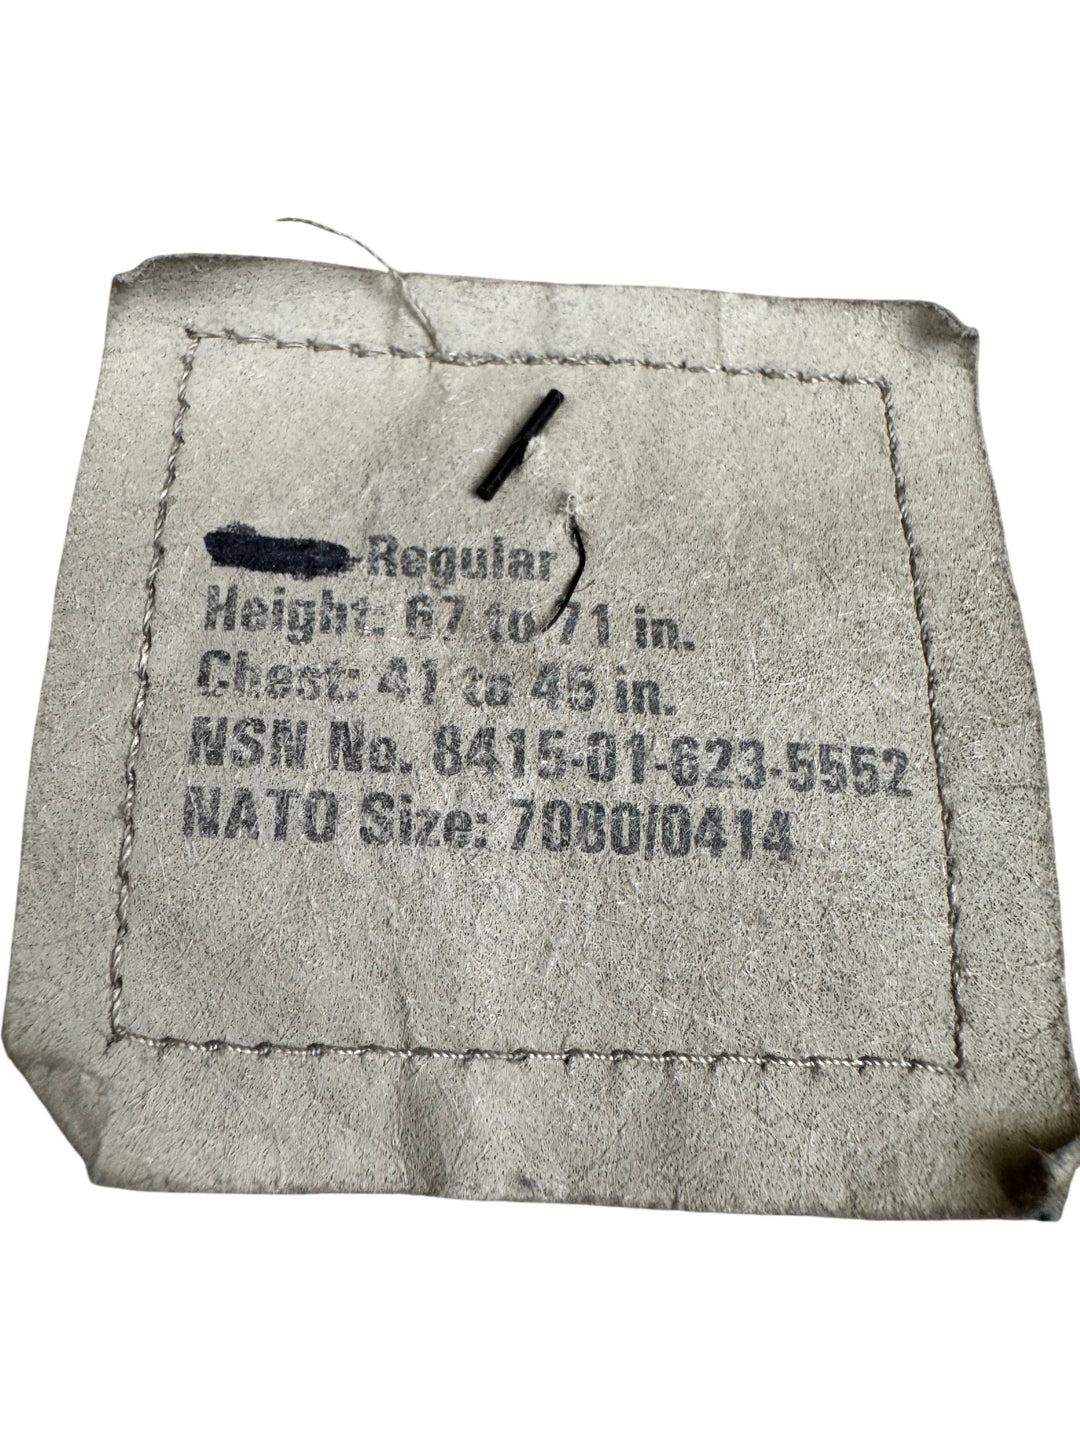 -Regular
Height: 67 to 71 in.
Chest: 41 to 45 in.
NSN No. 8415-01-623-5552
NATO Size: 7080/0414